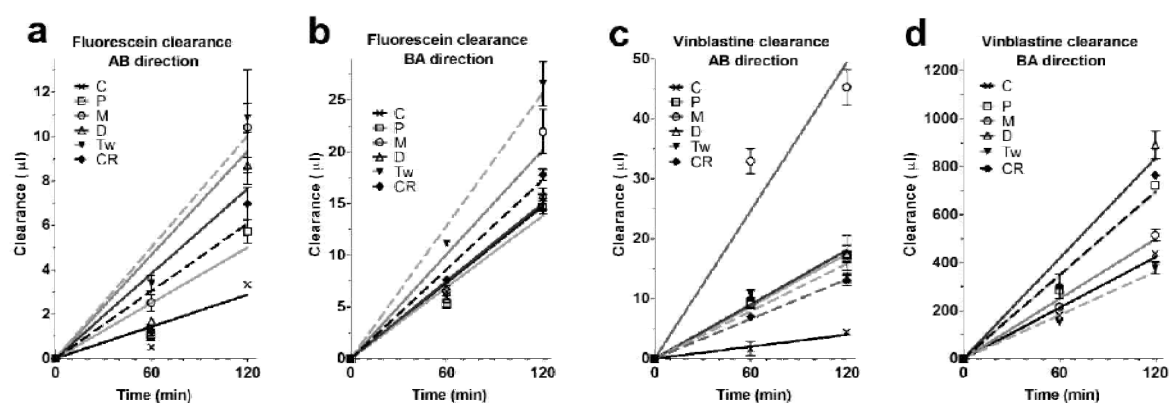 a
Fluorescein clearance
AB direction
C
P
M
D
Tw
CR
12
10
8
6
4
2
0
Clearance ( µl)
0
60
120
Time (min)
b
Fluorescein clearance
BA direction
C
P
M
D
Tw
CR
25
20
15
10
5
0
Clearance ( µl)
0
60
120
Time (min)
c
Vinblastine clearance
AB direction
C
P
M
D
Tw
CR
50
40
30
20
10
0
Clearance ( µl)
0
60
120
Time (min)
d
Vinblastine clearance
BA direction
C
P
M
D
Tw
CR
1200
1000
800
600
400
200
0
Clearance ( µl)
0
60
120
Time (min)